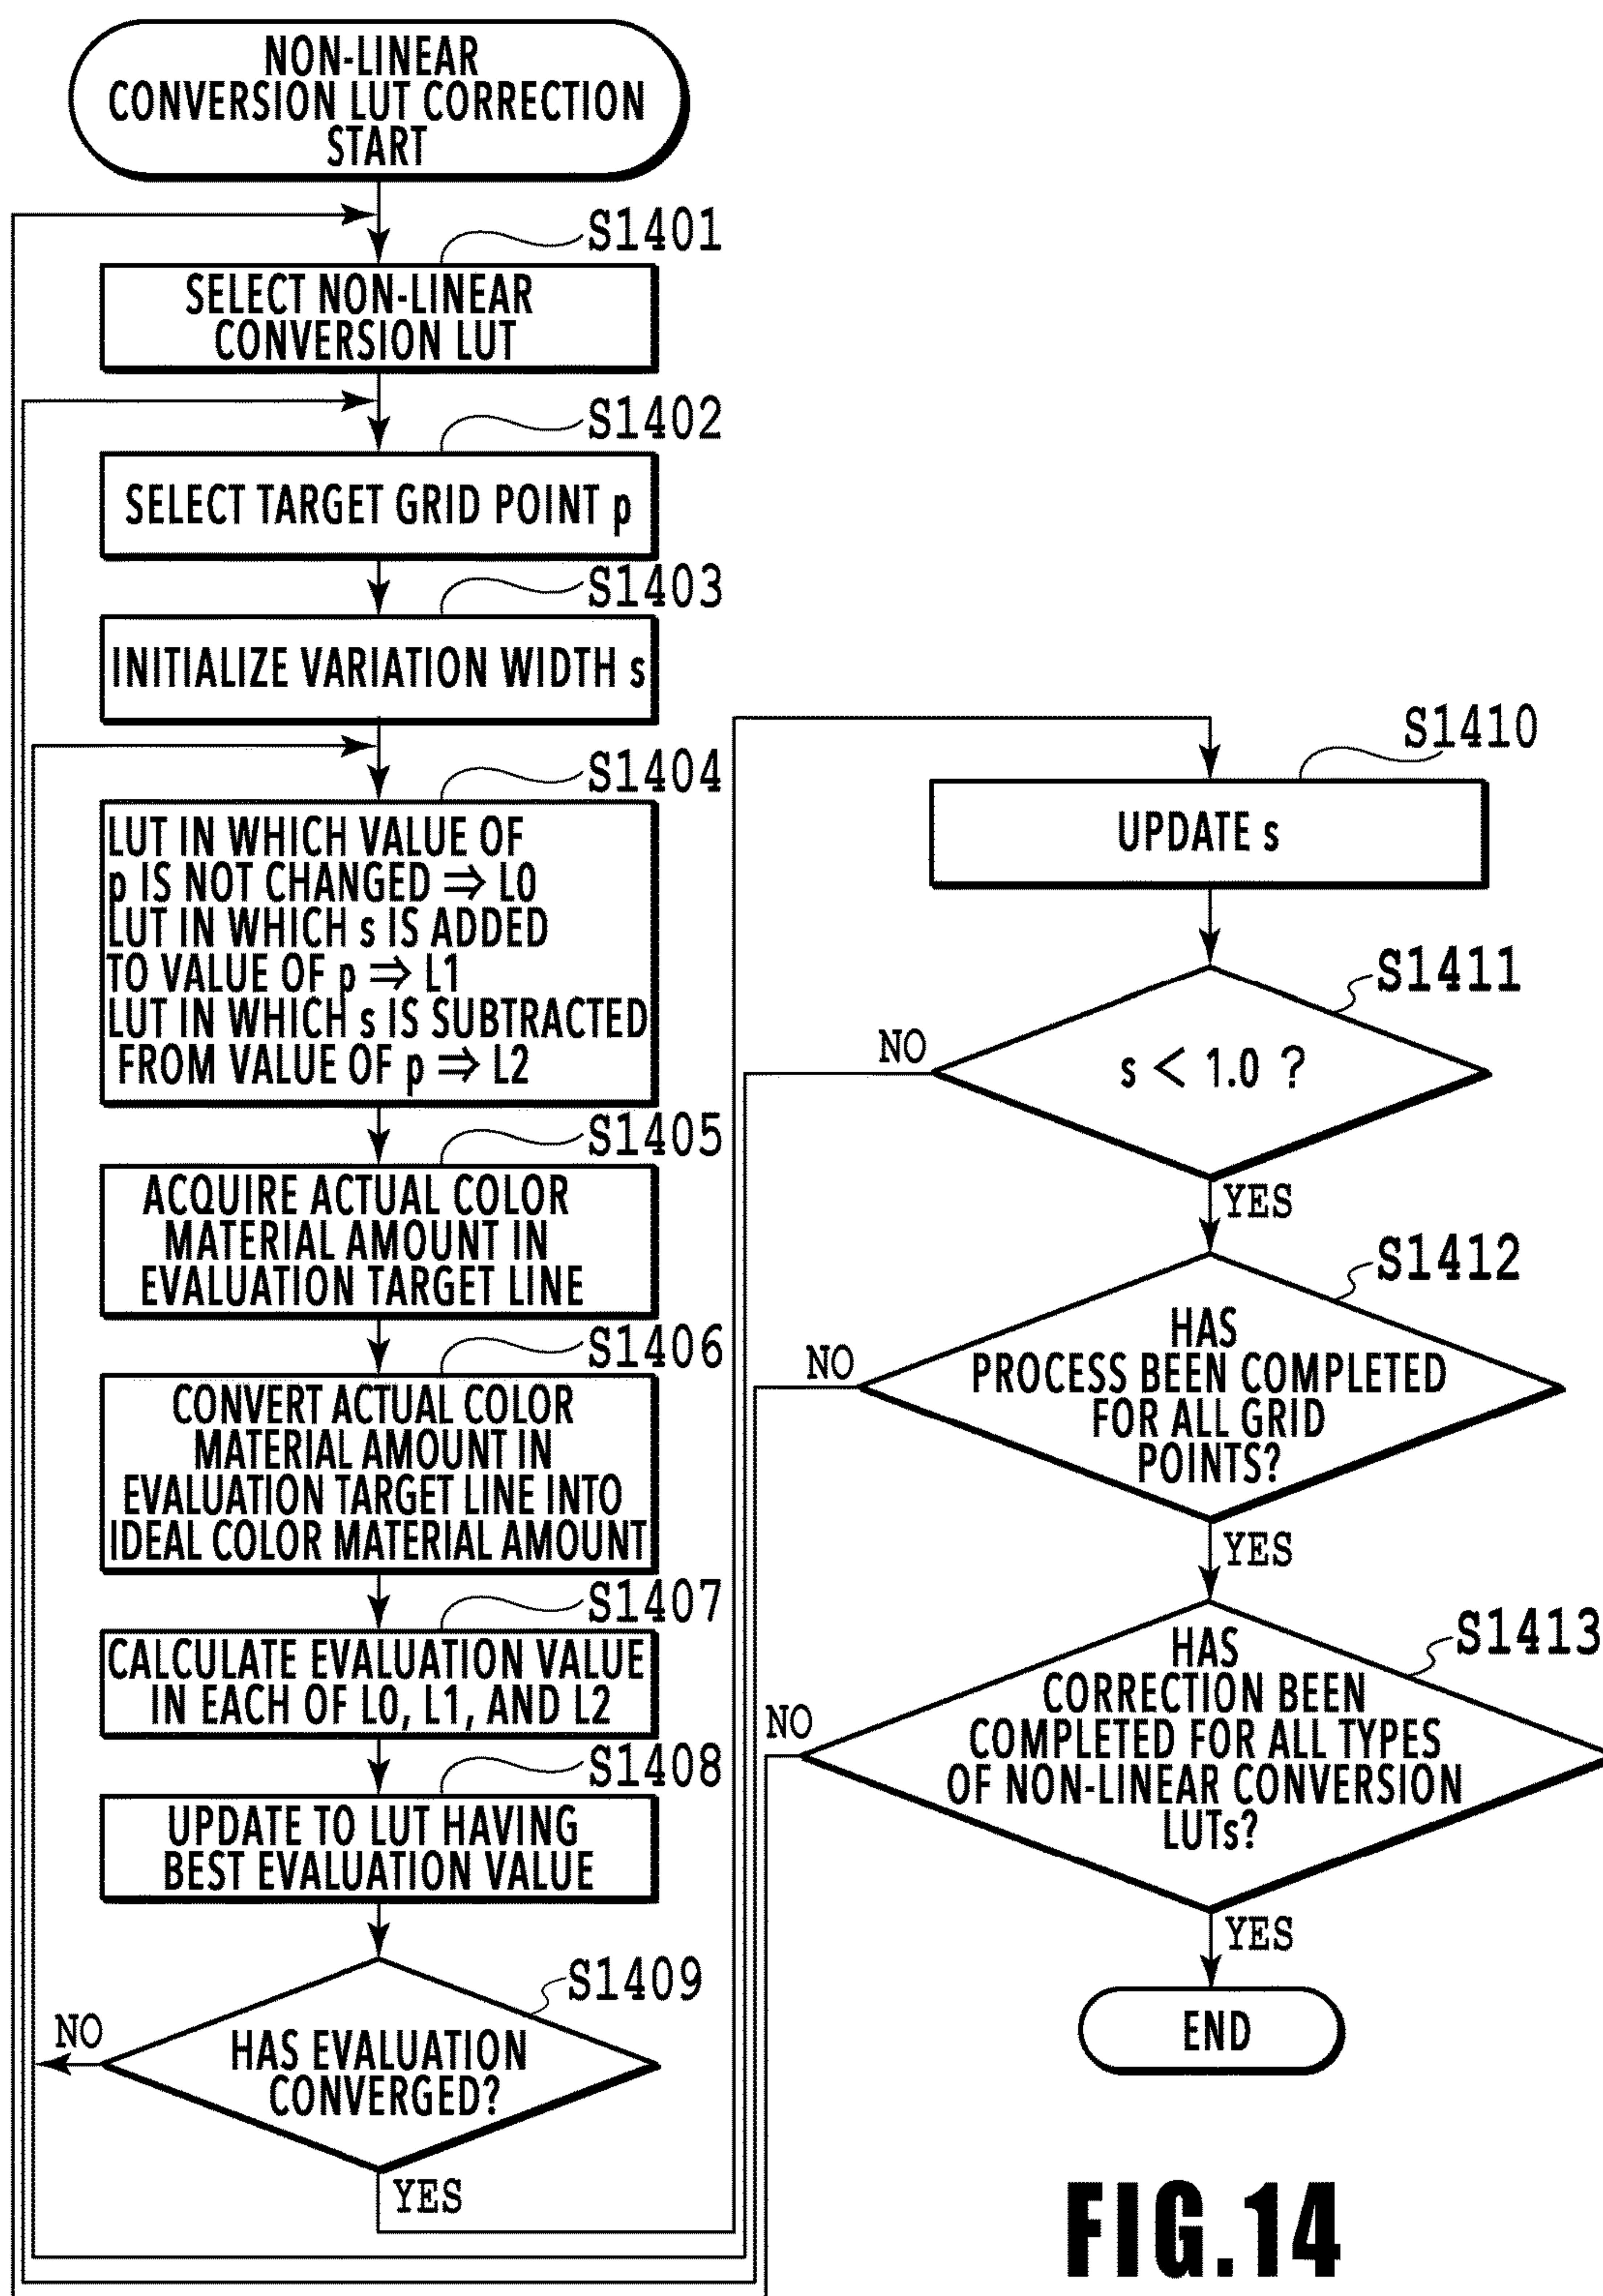 NON-LINEAR
CONVERSION LUT CORRECTION
START
S1401
SELECT NON-LINEAR
CONVERSION LUT
S1402
SELECT TARGET GRID POINT p
S1403
INITIALIZE VARIATION WIDTH s
S1404
LUT IN WHICH VALUE OF
p IS NOT CHANGED ⇒ L0
LUT IN WHICH s IS ADDED
TO VALUE OF p ⇒ L1
LUT IN WHICH s IS SUBTRACTED
FROM VALUE OF p ⇒ L2
S1405
ACQUIRE ACTUAL COLOR
MATERIAL AMOUNT IN
EVALUATION TARGET LINE
S1406
CONVERT ACTUAL COLOR
MATERIAL AMOUNT IN
EVALUATION TARGET LINE INTO
IDEAL COLOR MATERIAL AMOUNT
S1407
CALCULATE EVALUATION VALUE
IN EACH OF L0, L1, AND L2
S1408
UPDATE TO LUT HAVING
BEST EVALUATION VALUE
S1409
NO
HAS EVALUATION
CONVERGED?
YES
S1410
UPDATE s
S1411
NO
s < 1.0 ?
YES
S1412
NO
HAS
PROCESS BEEN COMPLETED
FOR ALL GRID
POINTS?
YES
S1413
NO
HAS
CORRECTION BEEN
COMPLETED FOR ALL TYPES
OF NON-LINEAR CONVERSION
LUTs?
YES
END
FIG.14